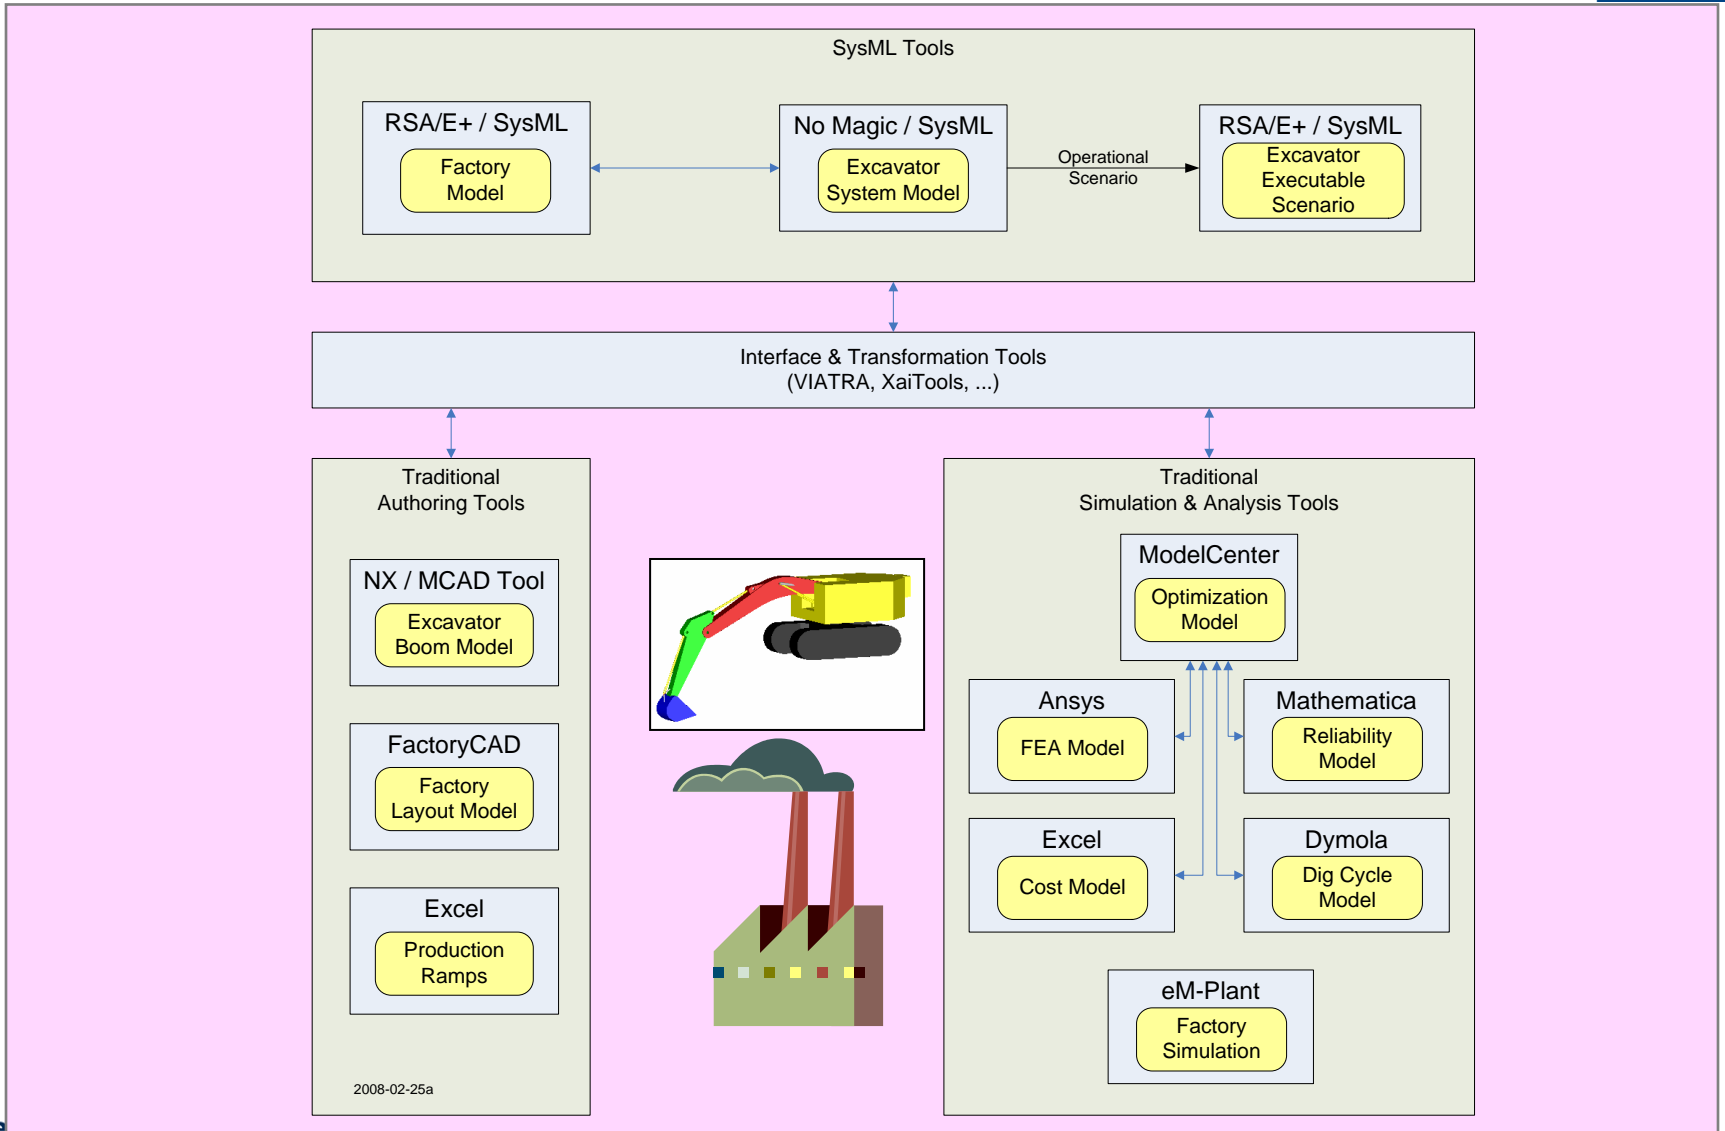 SysML Tools
RSA/E+ / SysML
Factory
Model
No Magic / SysML
Excavator
System Model
Operational
Scenario
RSA/E+ / SysML
Excavator
Executable
Scenario
Interface & Transformation Tools
(VIATRA, XaiTools, ...)
Traditional
Authoring Tools
NX / MCAD Tool
Excavator
Boom Model
FactoryCAD
Factory
Layout Model
Excel
Production
Ramps
2008-02-25a
Traditional
Simulation & Analysis Tools
ModelCenter
Optimization
Model
Ansys
FEA Model
Mathematica
Reliability
Model
Excel
Cost Model
Dymola
Dig Cycle
Model
eM-Plant
Factory
Simulation